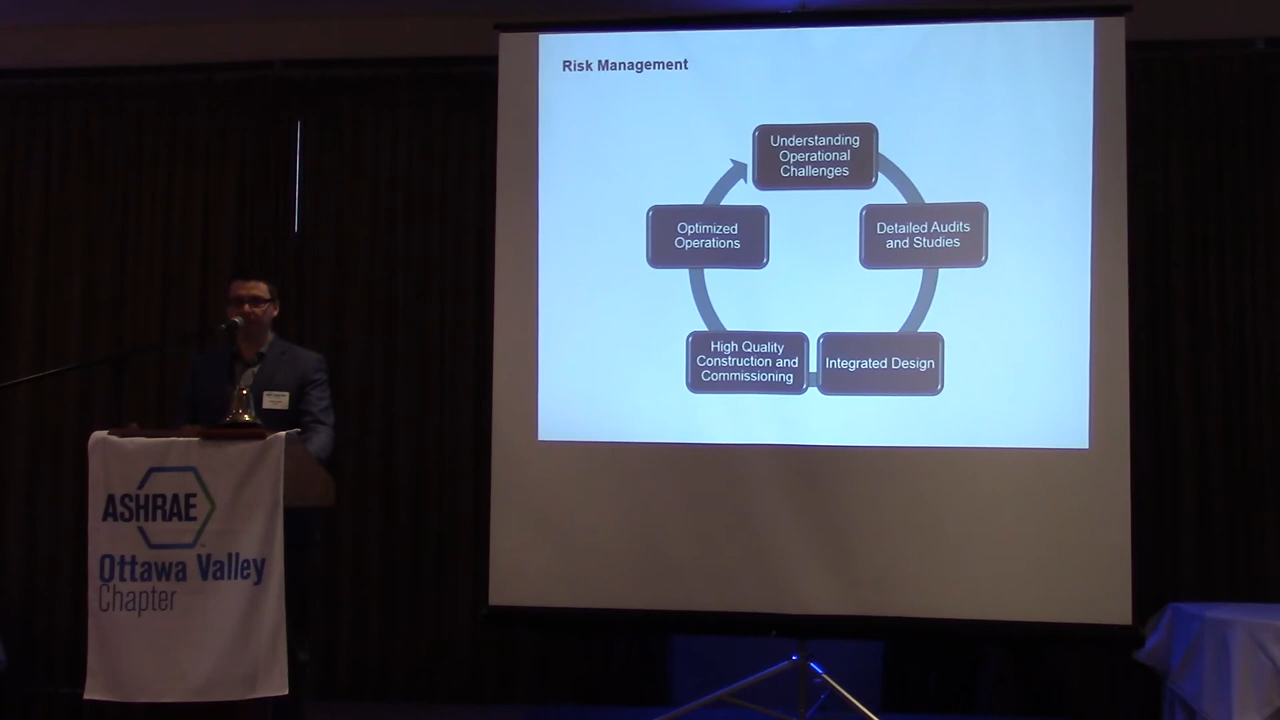 Risk Management
Understanding
Operational
Challenges
Detailed Audits
and Studies
Integrated Design
High Quality
Construction and
Commissioning
Optimized
Operations
ASHRAE
Ottawa Valley
Chapter